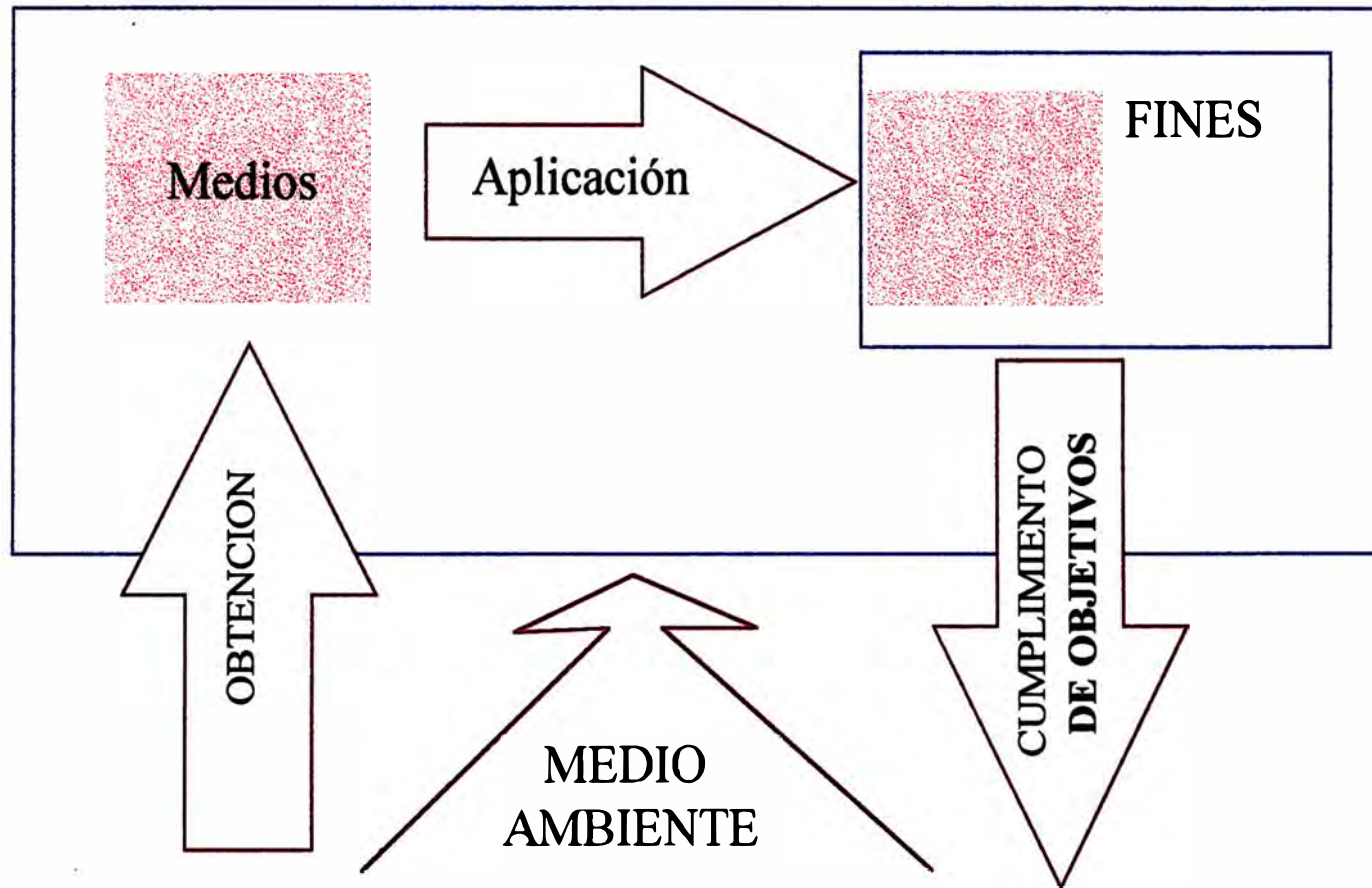 Medios
Aplicación
FINES
OBTENCION
CUMPLIMIENTO
DE OBJETIVOS
MEDIO
AMBIENTE